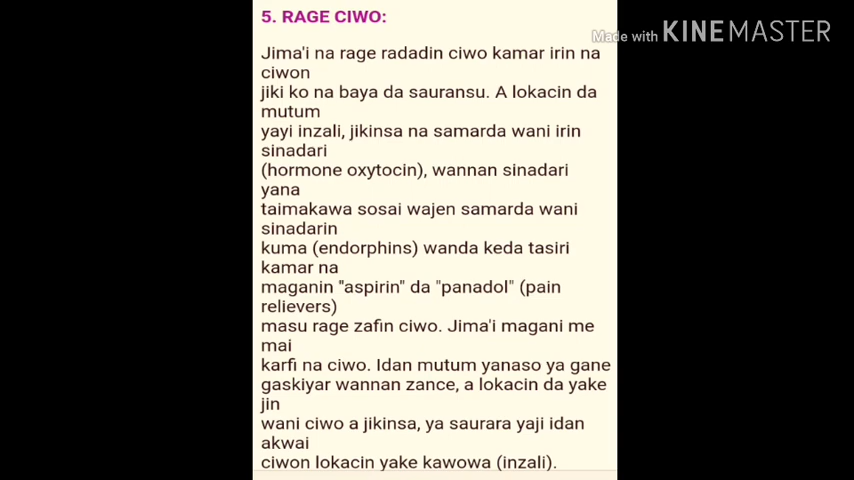 5. RAGE CIWO:
Made with KINEMASTER
Jima'i na rage radadin ciwo kamar irin na
ciwon
jiki ko na baya da sauransu. A lokacin da
mutum
yayi inzali, jikinsa na samarda wani irin
sinadari
(hormone oxytocin), wannan sinadari
yana
taimakawa sosai wajen samarda wani
sinadarin
kuma (endorphins) wanda keda tasiri
kamar na
maganin "aspirin" da "panadol" (pain
relievers)
masu rage zafin ciwo. Jima'i magani me
mai
karfi na ciwo. Idan mutum yanaso ya gane
gaskiyar wannan zance, a lokacin da yake
jin
wani ciwo a jikinsa, ya saurara yaji idan
akwai
ciwon lokacin yake kawowa (inzali).